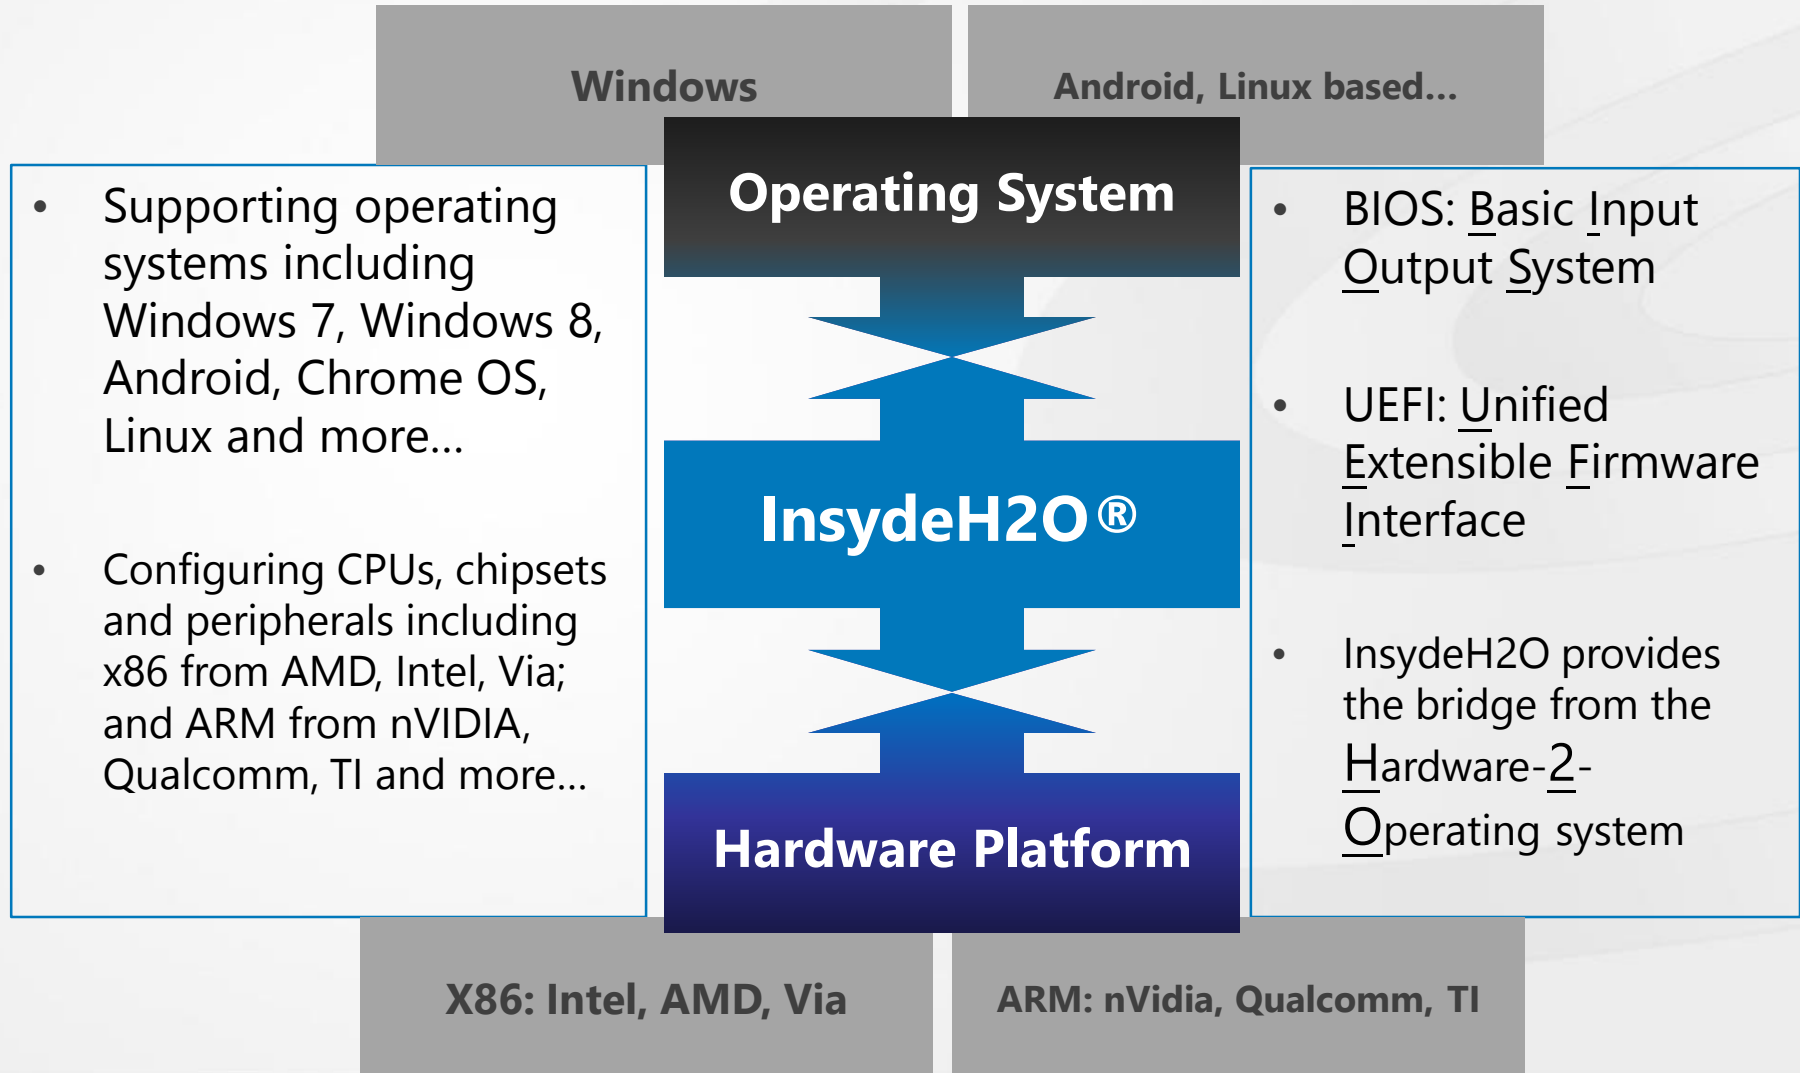 Windows
Android, Linux based...
Operating System
• Supporting operating
systems including
Windows 7, Windows 8,
Android, Chrome OS,
Linux and more...
• Configuring CPUs, chipsets
and peripherals including
x86 from AMD, Intel, Via;
and ARM from nVIDIA,
Qualcomm, TI and more...
InsydeH2O®
• BIOS: Basic Input
Output System
• UEFI: Unified
Extensible Firmware
Interface
• InsydeH2O provides
the bridge from the
Hardware-2-
Operating system
Hardware Platform
X86: Intel, AMD, Via
ARM: nVidia, Qualcomm, TI